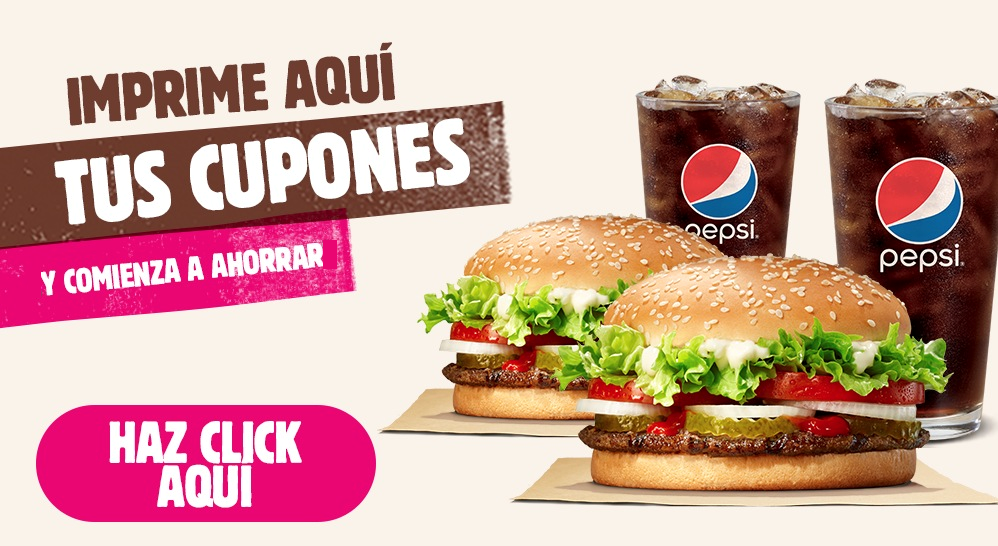 IMPRIME AQUÍ
TUS CUPONES
Y COMIENZA A AHORRAR
HAZ CLICK
AQUI
pepsi
pepsi